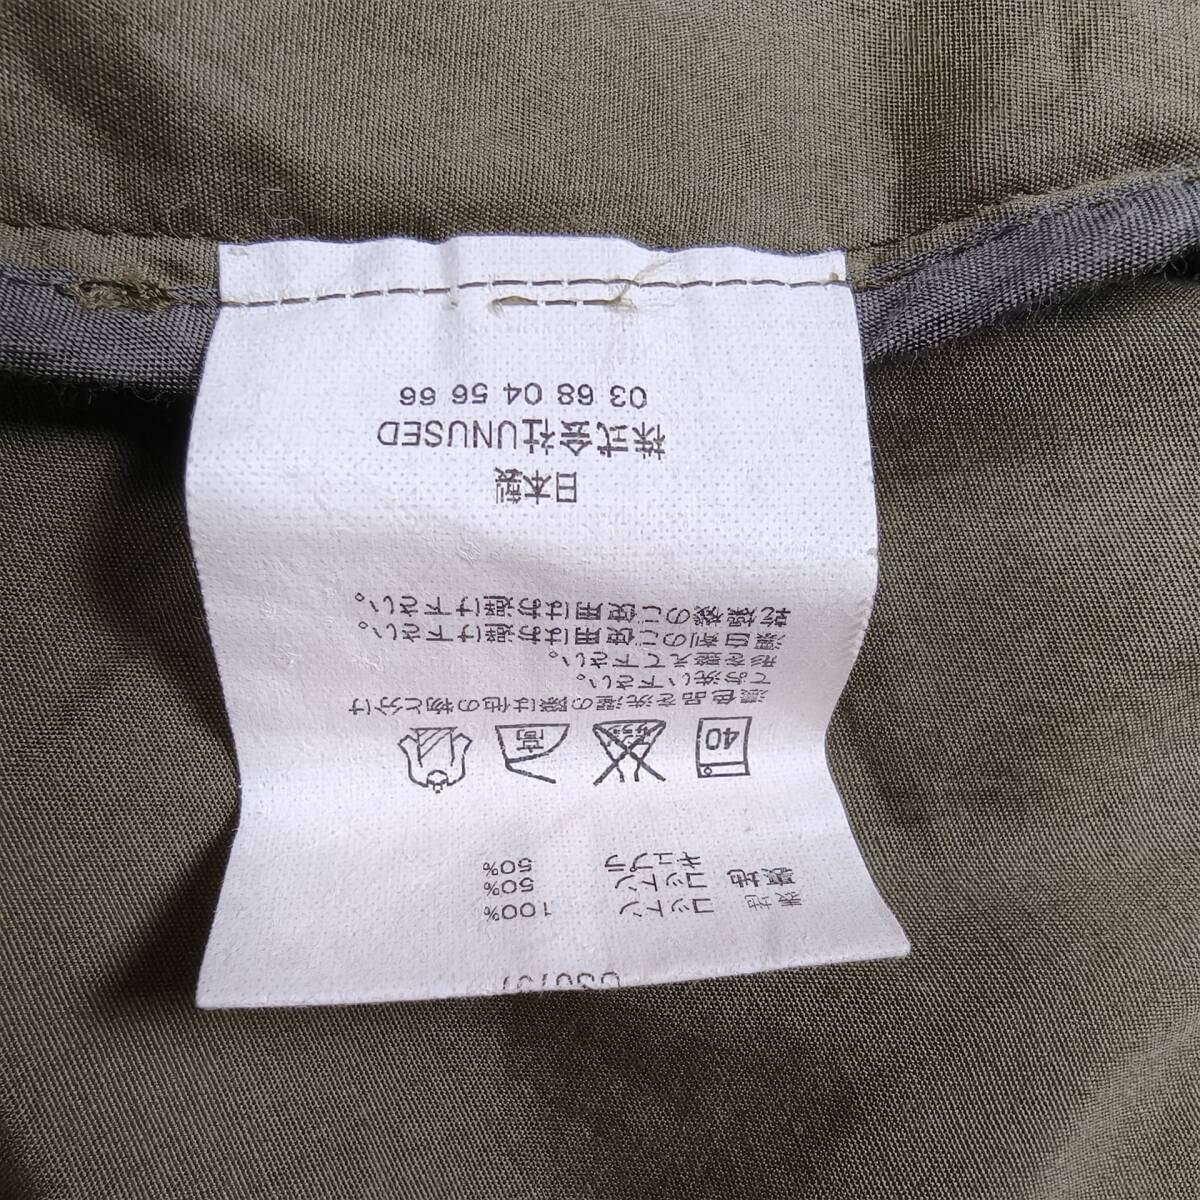 表地 コットン 100%
裏地 コットン 50%
キュプラ 50%
40 高
濃色品を洗濯の際は他の物と分け
てお洗い下さい。
形を整えて下さい。
漂白剤のご使用はお避け下さい。
乾燥機のご使用はお避け下さい。
日本製
株式会社UNUSED
03 68 04 56 66